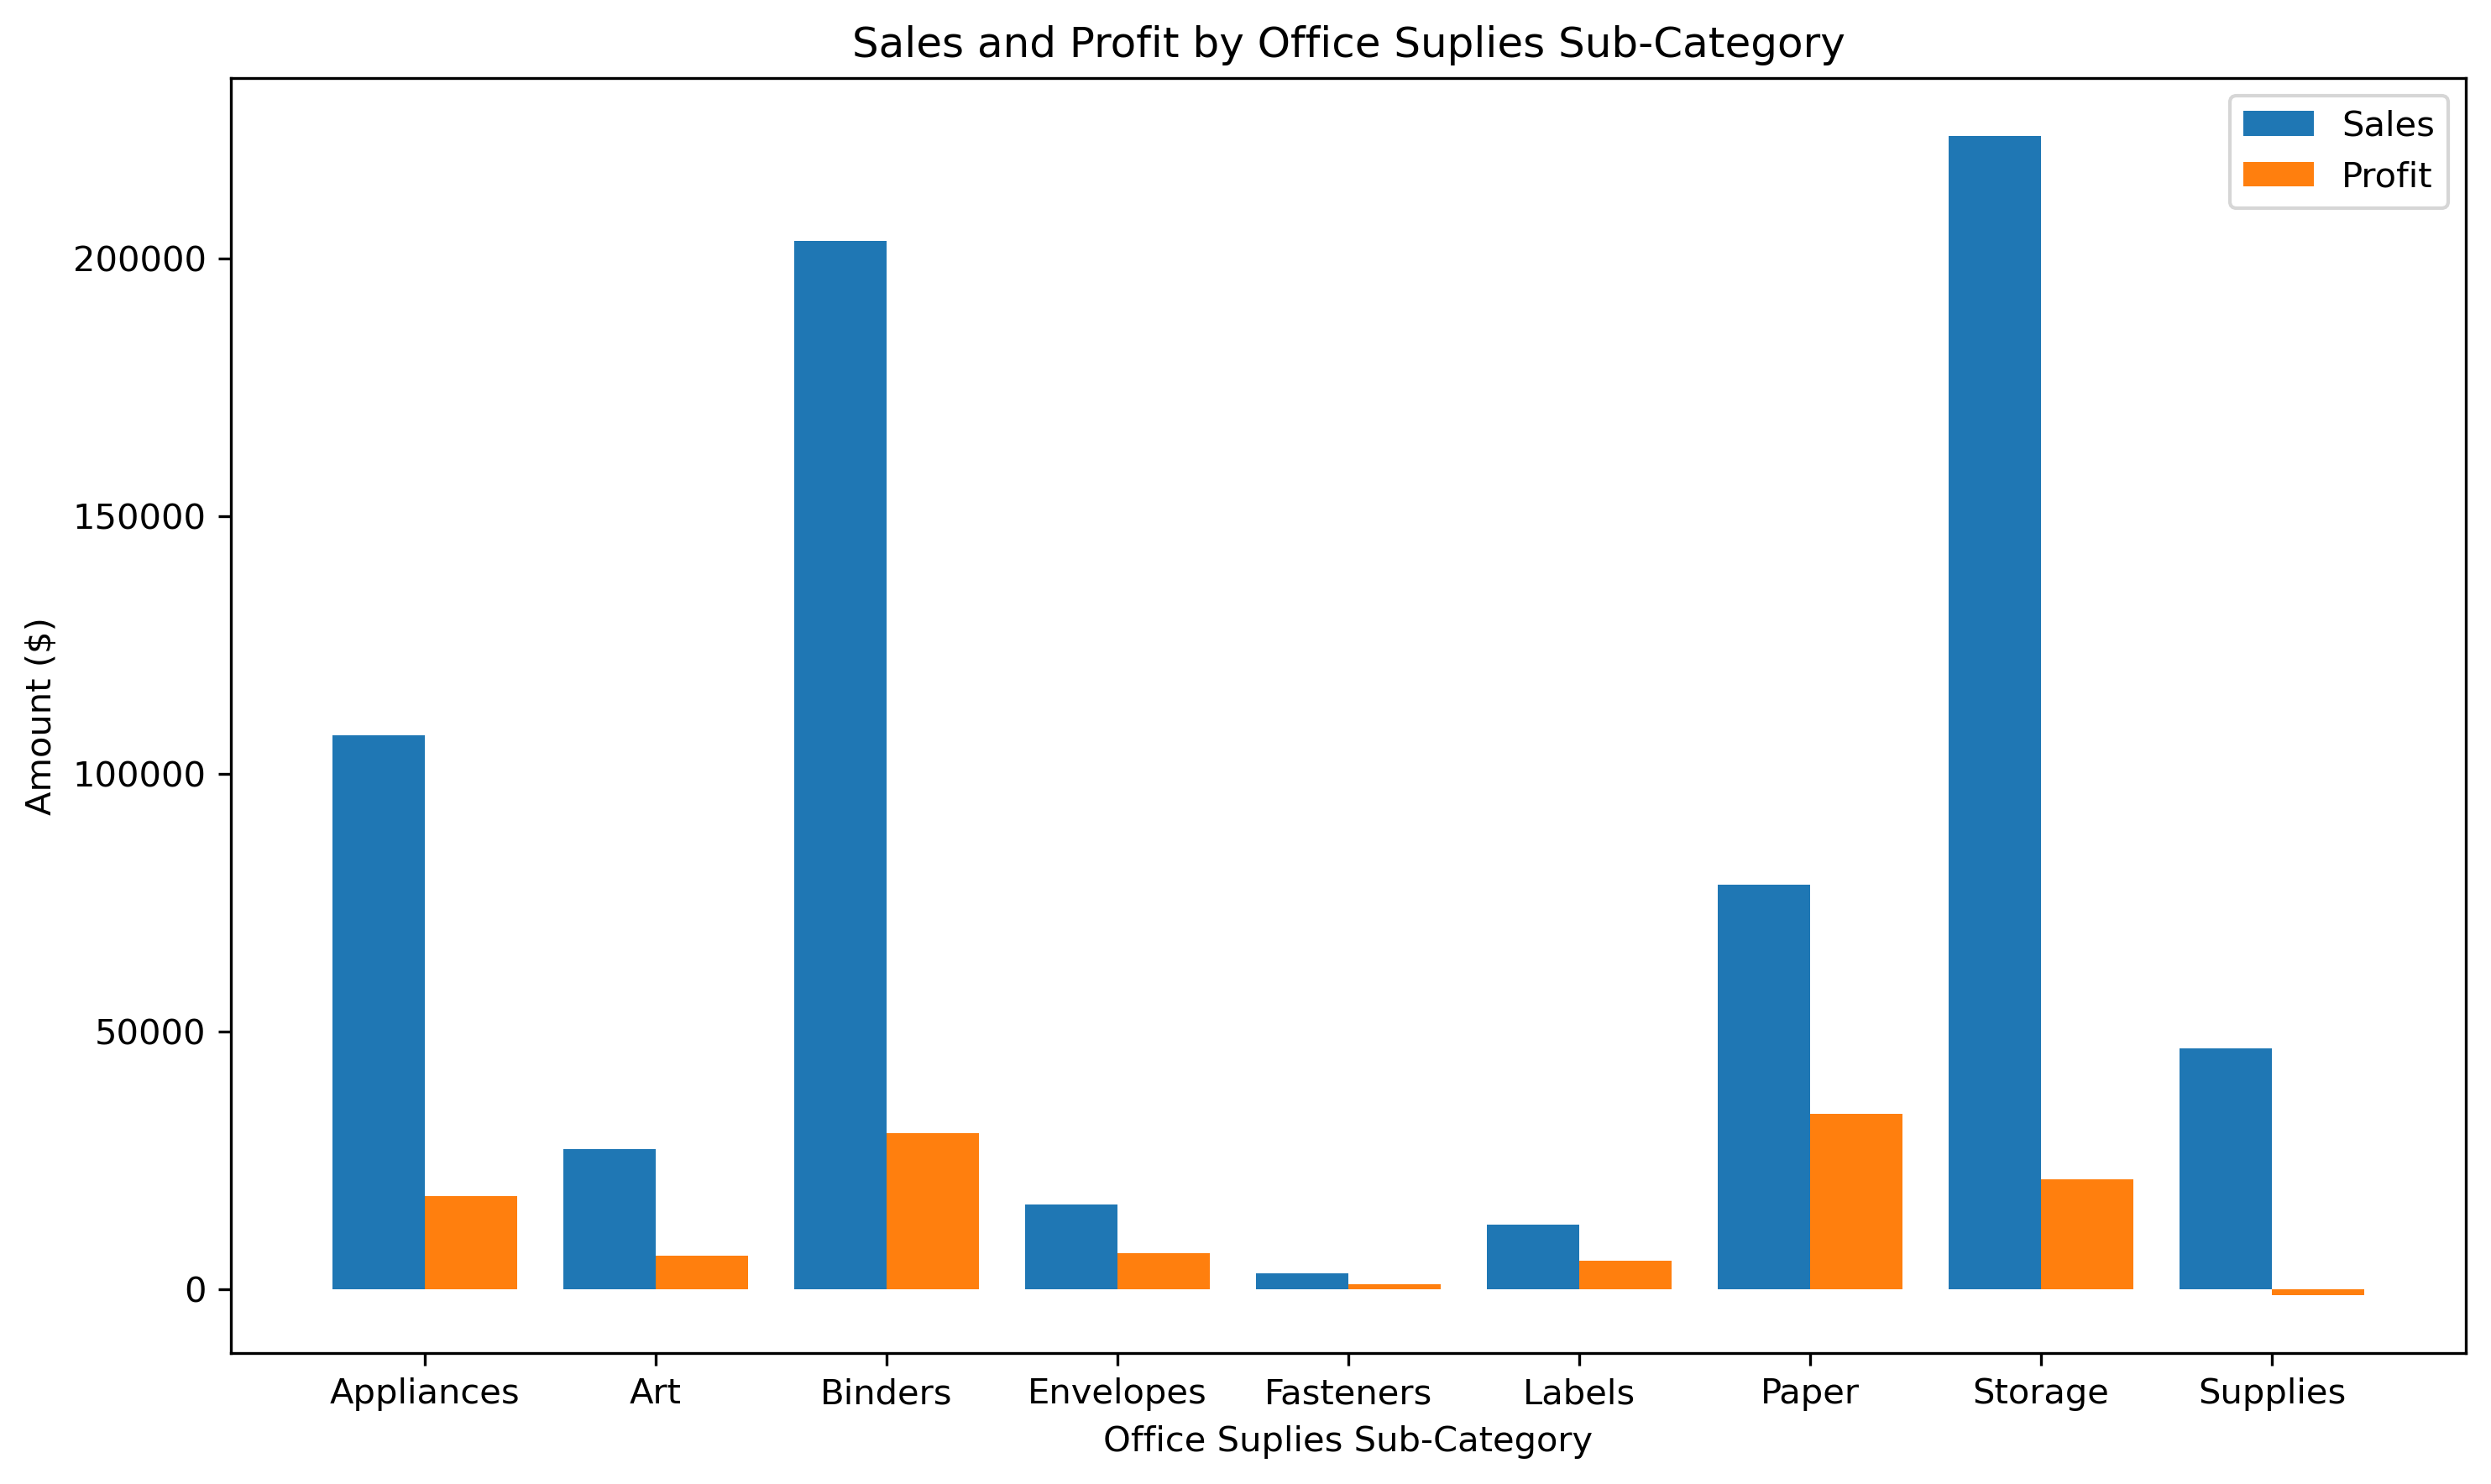 Sales and Profit by Office Suplies Sub-Category
Sales
Profit
200000
150000
100000
50000
0
Amount ($)
Appliances Art Binders Envelopes Fasteners Labels Paper Storage Supplies
Office Suplies Sub-Category